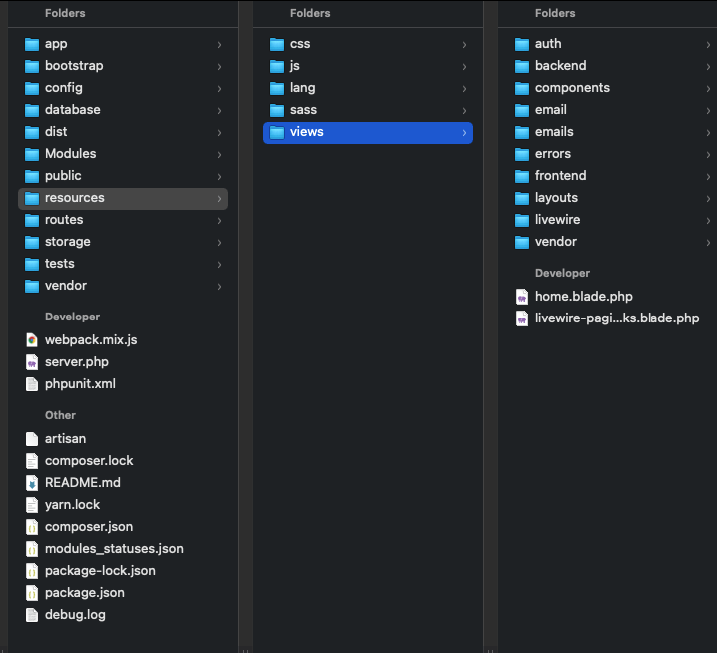 Folders
app
bootstrap
config
database
dist
Modules
public
resources
routes
storage
tests
vendor
Developer
webpack.mix.js
server.php
phpunit.xml
Other
artisan
composer.lock
README.md
yarn.lock
composer.json
modules_statuses.json
package-lock.json
package.json
debug.log
Folders
css
js
lang
sass
views
Folders
auth
backend
components
email
emails
errors
frontend
layouts
livewire
vendor
Developer
home.blade.php
livewire-pagi...ks.blade.php